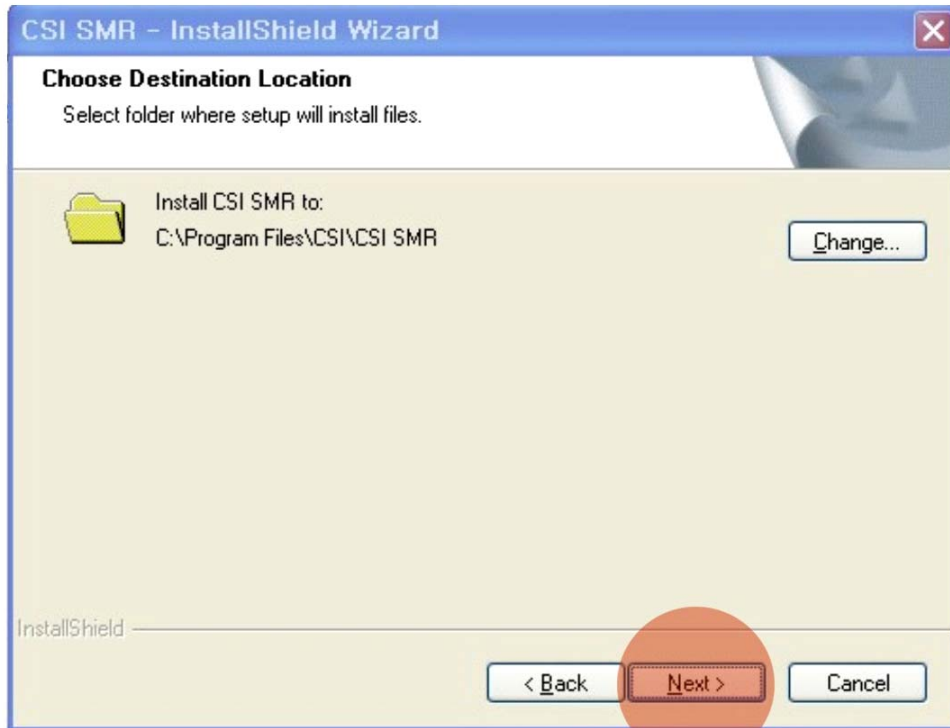 CSI SMR - InstallShield Wizard
Choose Destination Location
Select folder where setup will install files.
Install CSI SMR to:
C:\Program Files\CSI\CSI SMR
Change...
InstallShield
< Back
Next >
Cancel